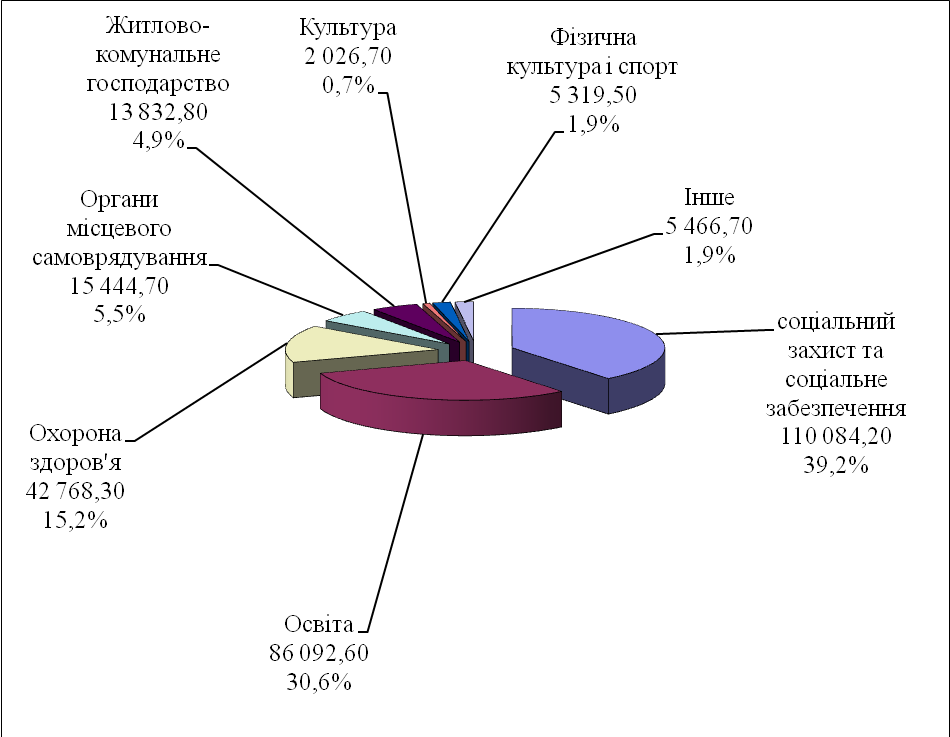 Житлово-
комунальне
господарство
13 832,80
4,9%
Культура
2 026,70
0,7%
Фізична
культура і спорт
5 319,50
1,9%
Інше
5 466,70
1,9%
Органи
місцевого
самоврядування
15 444,70
5,5%
соціальний
захист та
соціальне
забезпечення
110 084,20
39,2%
Охорона
здоров'я
42 768,30
15,2%
Освіта
86 092,60
30,6%